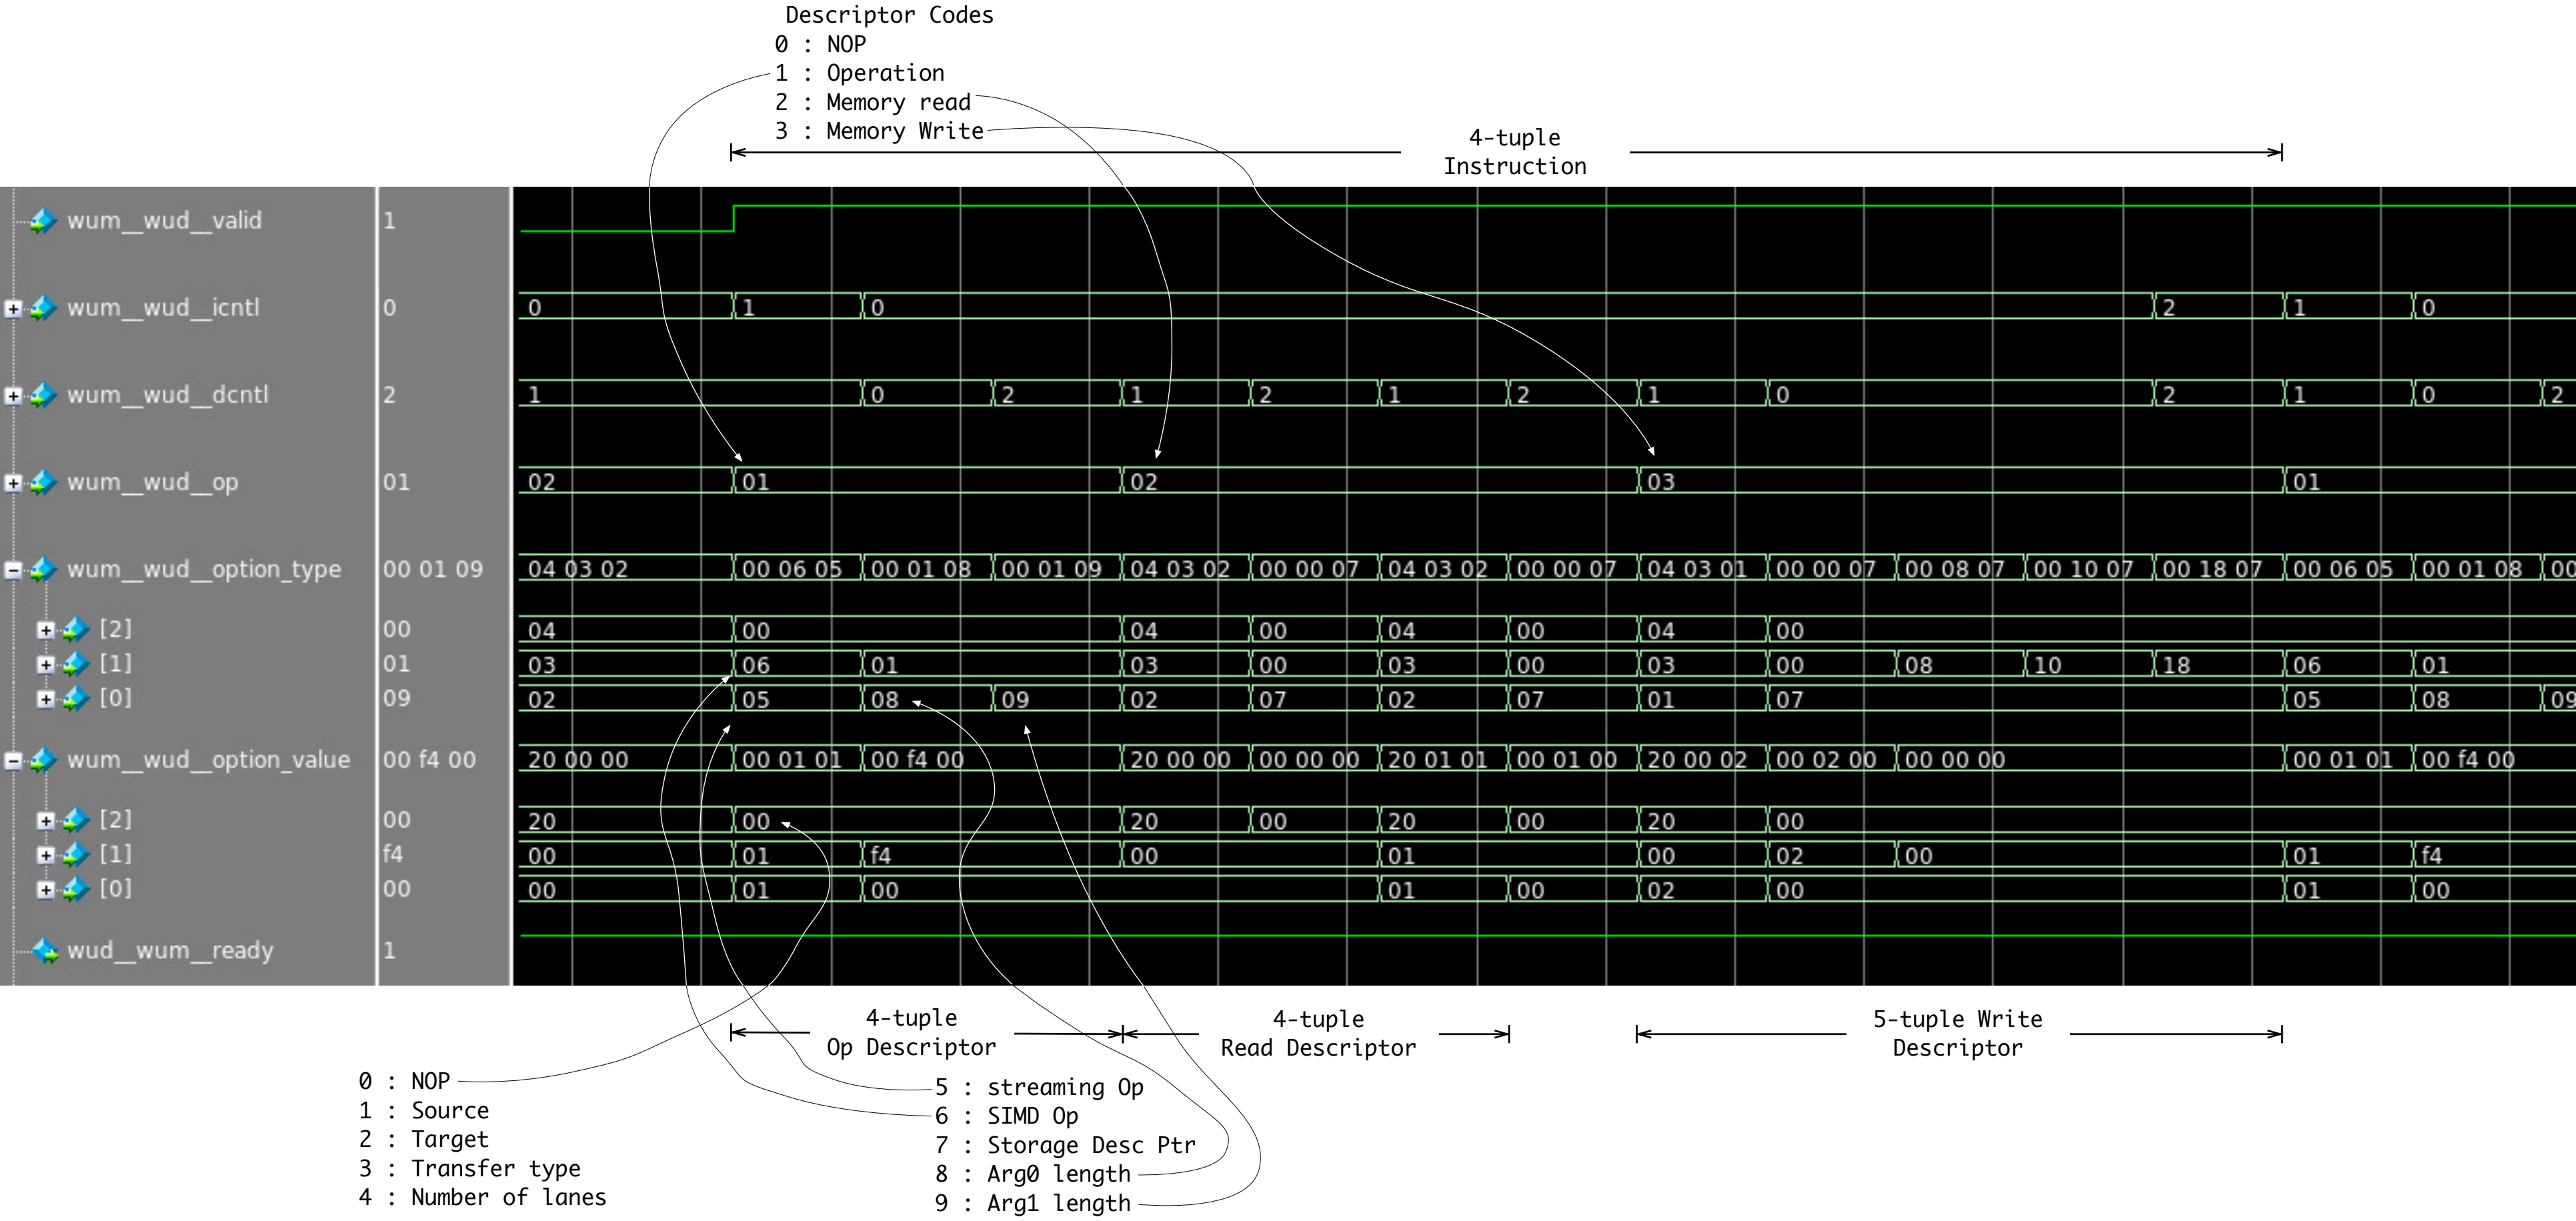 Descriptor Codes
0 : NOP
1 : Operation
2 : Memory read
3 : Memory Write
4-tuple
Instruction
wum__wud__valid 1
wum__wud__icntl 0 0 1 0 2 1 0
wum__wud__dcntl 2 1 0 2 1 2 1 2 1 0 2 1 0 2
wum__wud__op 01 02 01 02 03 01
wum__wud__option_type 00 01 09 04 03 02 00 06 05 00 01 08 00 01 09 04 03 02 00 00 07 04 03 02 00 00 07 04 03 01 00 00 07 00 08 07 00 10 07 00 18 07 00 06 05 00 01 08 00
[2] 00 04 00 04 00 04 00 04 00
[1] 01 03 06 01 03 00 03 00 03 00 08 10 18 06 01
[0] 09 02 05 08 09 02 07 02 07 01 07 05 08 09
wum__wud__option_value 00 f4 00 20 00 00 00 01 01 00 f4 00 20 00 00 00 00 00 20 01 01 00 01 00 20 00 02 00 02 00 00 00 00 00 01 01 00 f4 00
[2] 00 20 00 20 00 20 00 20 00
[1] f4 00 01 f4 00 01 00 02 00 01 f4
[0] 00 00 01 00 01 00 02 00 01 00
wud__wum__ready 1
4-tuple
Op Descriptor
4-tuple
Read Descriptor
5-tuple Write
Descriptor
0 : NOP
1 : Source
2 : Target
3 : Transfer type
4 : Number of lanes
5 : streaming Op
6 : SIMD Op
7 : Storage Desc Ptr
8 : Arg0 length
9 : Arg1 length